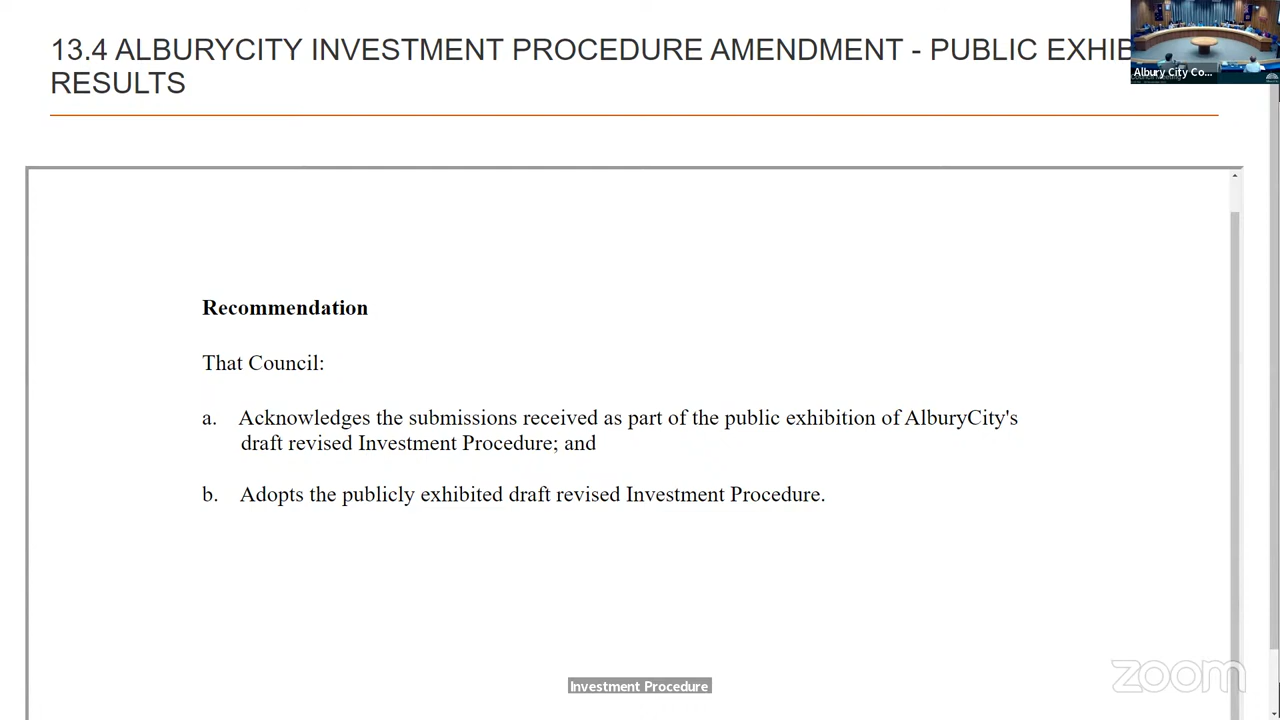 13.4 ALBURYCITY INVESTMENT PROCEDURE AMENDMENT - PUBLIC EXHIB
RESULTS
Albury City Co...
Recommendation
That Council:
a. Acknowledges the submissions received as part of the public exhibition of AlburyCity's
draft revised Investment Procedure; and
b. Adopts the publicly exhibited draft revised Investment Procedure.
Investment Procedure
zoom